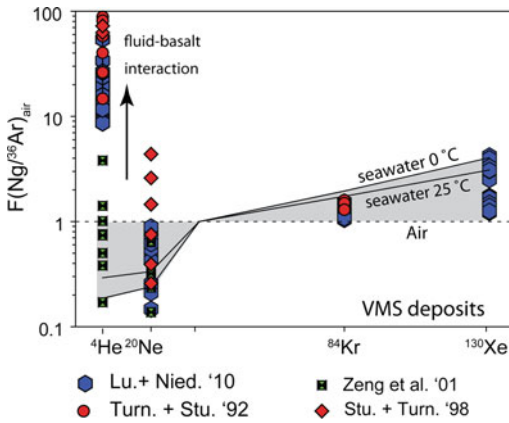 F(Ng/³⁶Ar)air
100
10
1
0.1
fluid-basalt
interaction
seawater 0 ˚C
seawater 25 ˚C
Air
VMS deposits
⁴He ²⁰Ne ⁸⁴Kr ¹³⁰Xe
Lu.+ Nied. ‘10 Zeng et al. ‘01
Turn. + Stu. ‘92 Stu. + Turn. ‘98